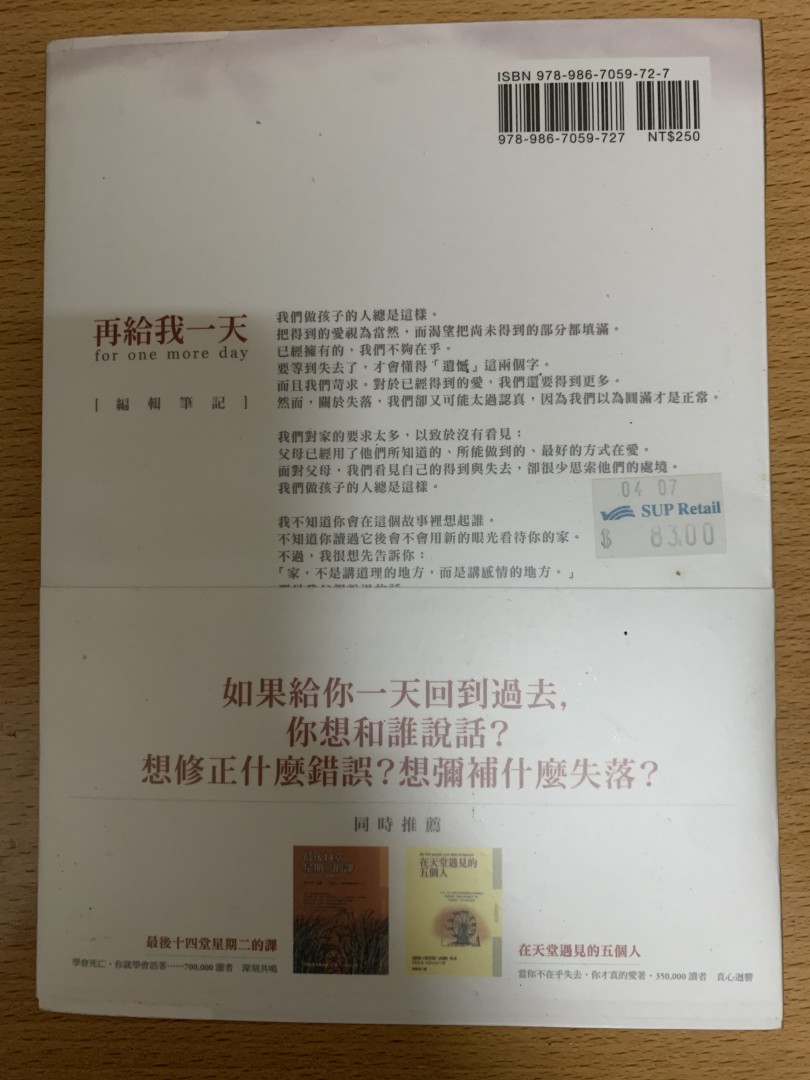 ISBN 978-986-7059-72-7
978-986-7059-727 NT$250
再給我一天
for one more day
[編輯筆記]
我們做孩子的人總是這樣。
把得到的愛視為當然，而渴望把尚未得到的部分都填滿。
已經擁有的，我們不夠在乎。
要等到失去了，才會懂得「遺憾」這兩個字。
而且我們苛求。對於已經得到的愛，我們還要得到更多。
然而，關於失落，我們卻又可能太過認真，因為我們以為圓滿才是正常。
我們對家的要求太多，以致於沒有看見：
父母已經用了他們所知道的、所能做到的、最好的方式在愛。
面對父母，我們看見自己的得到與失去，卻很少思索他們的處境。
我們做孩子的人總是這樣。
我不知道你會在這個故事裡想起誰。
不知道你讀過它後會不會用新的眼光看待你的家。
不過，我很想先告訴你：
「家，不是講道理的地方，而是講感情的地方。」
04 07
SUP Retail
$ 83.00
如果給你一天回到過去，
你想和誰說話？
想修正什麼錯誤？想彌補什麼失落？
同時推薦
最後14堂
星期二的課
在天堂遇見的
五個人
最後十四堂星期二的課
學會死亡，你就學會活著……700,000 讀者 深刻共鳴
在天堂遇見的五個人
當你不在乎失去，你才真的愛著，350,000 讀者 真心迴響